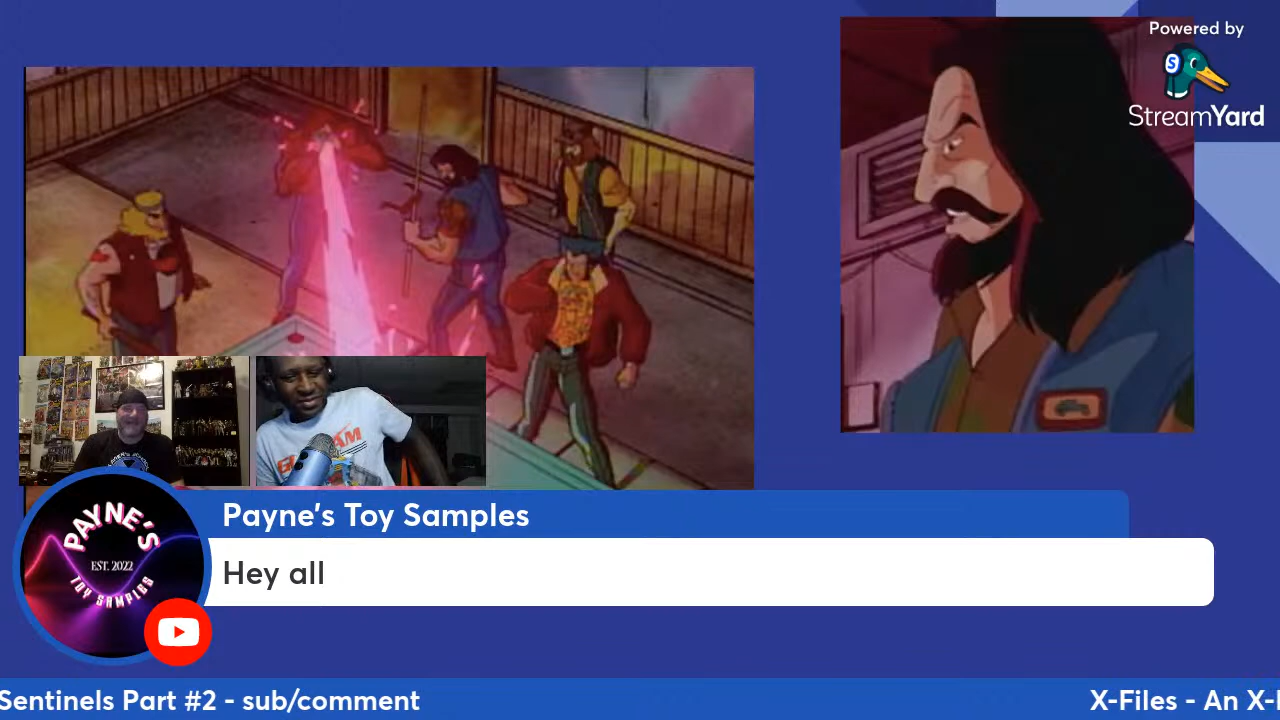 Powered by
StreamYard
PAYNE'S
EST. 2022
TOY SAMPLES
Payne's Toy Samples
Hey all
Sentinels Part #2 - sub/comment
X-Files - An X-